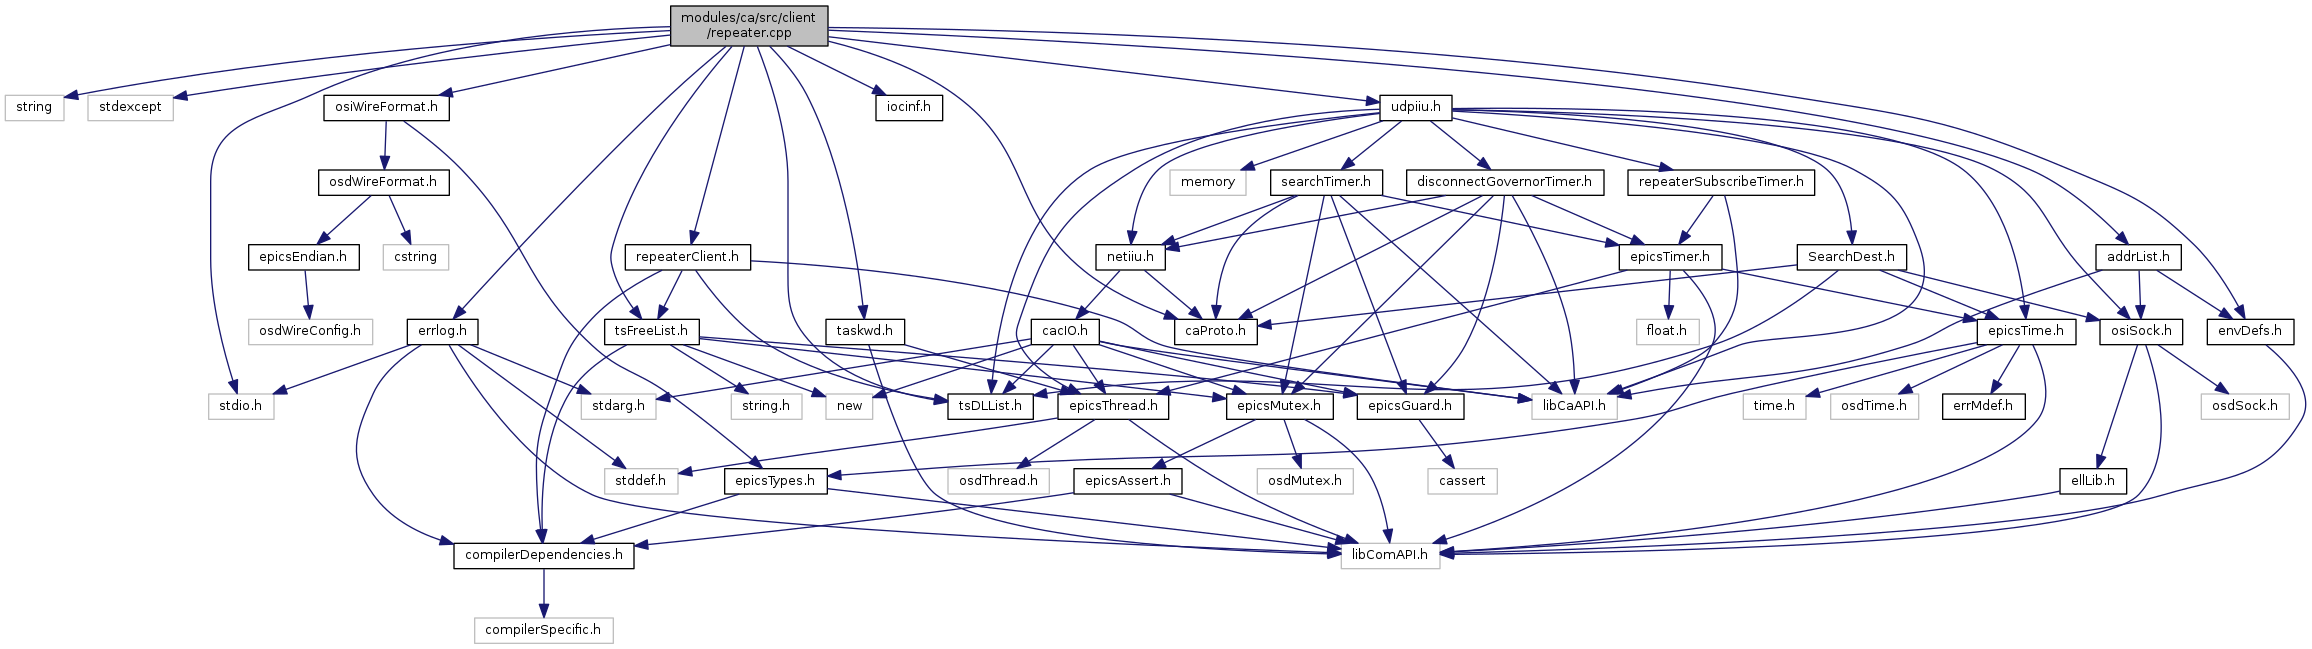 modules/ca/src/client
/repeater.cpp
string
stdexcept
osiWireFormat.h
iocinf.h
udpiiu.h
osdWireFormat.h
memory
searchTimer.h
disconnectGovernorTimer.h
repeaterSubscribeTimer.h
epicsEndian.h
cstring
repeaterClient.h
netiiu.h
epicsTimer.h
SearchDest.h
addrList.h
osdWireConfig.h
errlog.h
tsFreeList.h
taskwd.h
cacIO.h
caProto.h
float.h
epicsTime.h
osiSock.h
envDefs.h
stdio.h
stdarg.h
string.h
new
tsDLList.h
epicsThread.h
epicsMutex.h
epicsGuard.h
libCaAPI.h
time.h
osdTime.h
errMdef.h
osdSock.h
stddef.h
epicsTypes.h
osdThread.h
epicsAssert.h
osdMutex.h
cassert
ellLib.h
compilerDependencies.h
libComAPI.h
compilerSpecific.h